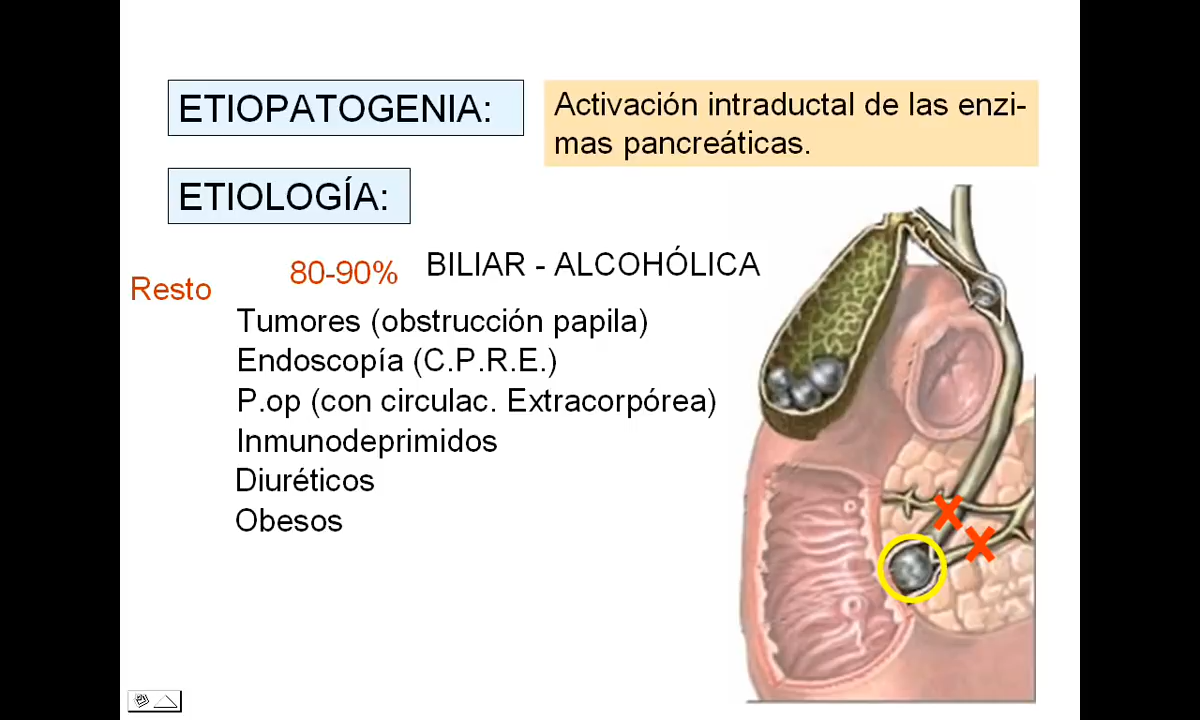 ETIOPATOGENIA:
Activación intraductal de las enzi-
mas pancreáticas.
ETIOLOGÍA:
80-90% BILIAR - ALCOHÓLICA
Resto
Tumores (obstrucción papila)
Endoscopía (C.P.R.E.)
P.op (con circulac. Extracorpórea)
Inmunodeprimidos
Diuréticos
Obesos